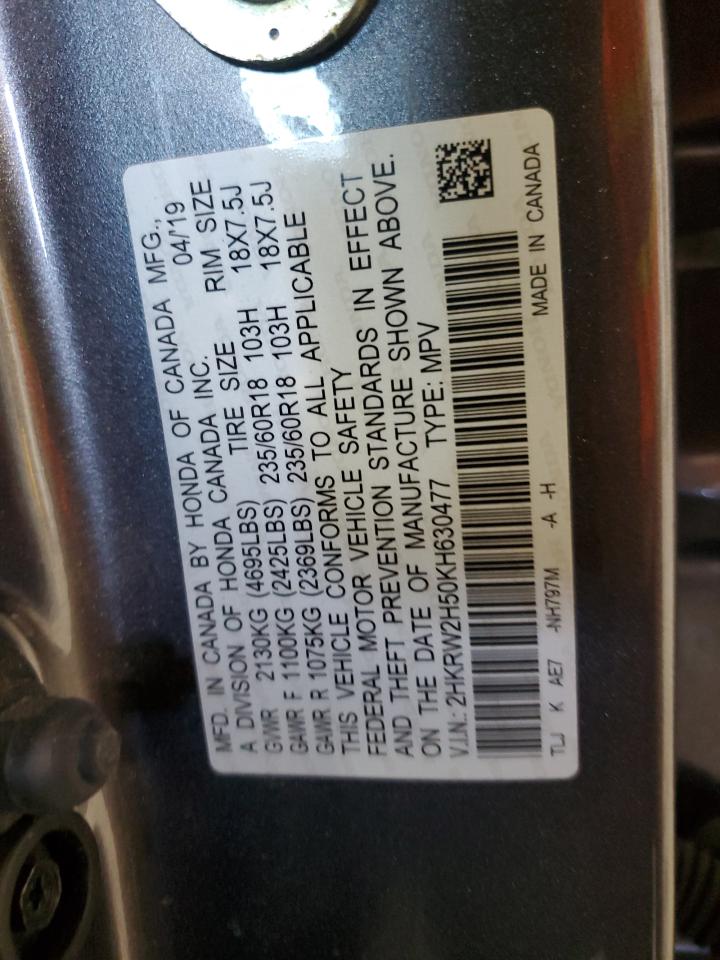 MFD. IN CANADA BY HONDA OF CANADA MFG.,
A DIVISION OF HONDA CANADA INC. 04/'19
GVWR 2130KG (4695LBS) TIRE SIZE RIM SIZE
GAWR F 1100KG (2425LBS) 235/60R18 103H 18X7.5J
GAWR R 1075KG (2369LBS) 235/60R18 103H 18X7.5J
THIS VEHICLE CONFORMS TO ALL APPLICABLE
FEDERAL MOTOR VEHICLE SAFETY
AND THEFT PREVENTION STANDARDS IN EFFECT
ON THE DATE OF MANUFACTURE SHOWN ABOVE.
V.I.N.: 2HKRW2H50KH630477 TYPE: MPV
TLJ K AE7 -NH797M -A -H MADE IN CANADA